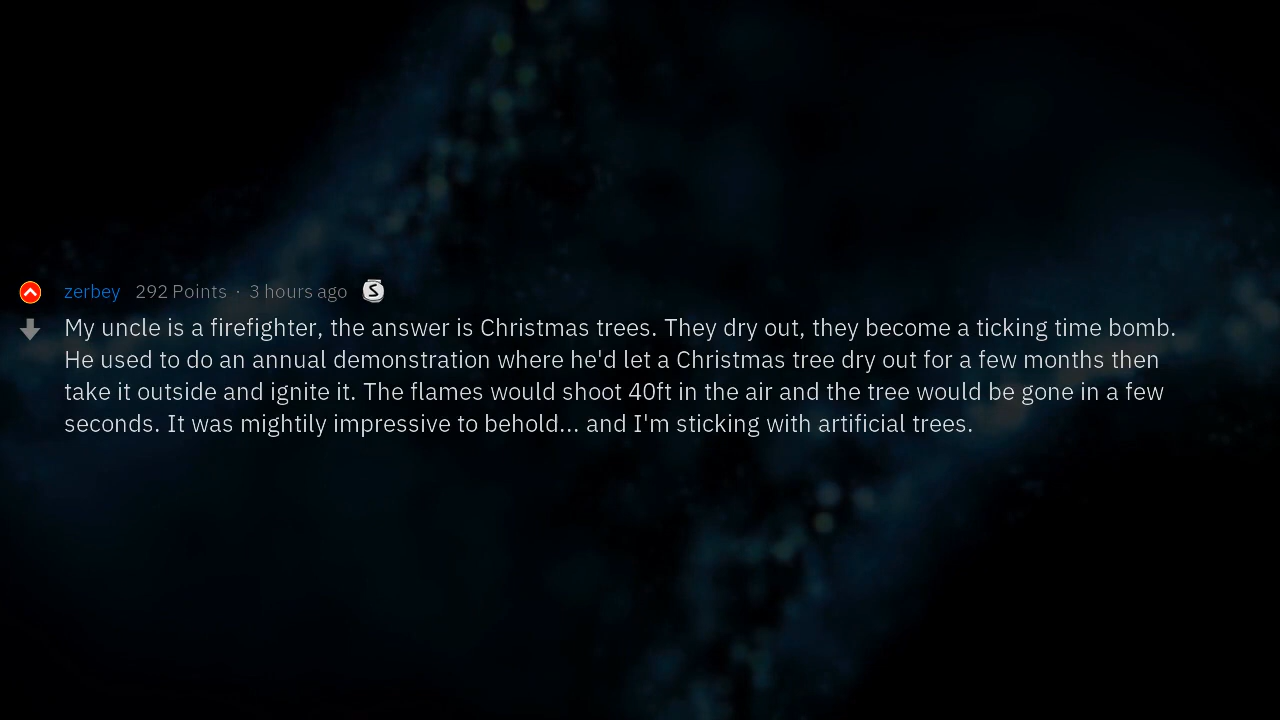 zerbey 292 Points · 3 hours ago S
My uncle is a firefighter, the answer is Christmas trees. They dry out, they become a ticking time bomb.
He used to do an annual demonstration where he'd let a Christmas tree dry out for a few months then
take it outside and ignite it. The flames would shoot 40ft in the air and the tree would be gone in a few
seconds. It was mightily impressive to behold... and I'm sticking with artificial trees.